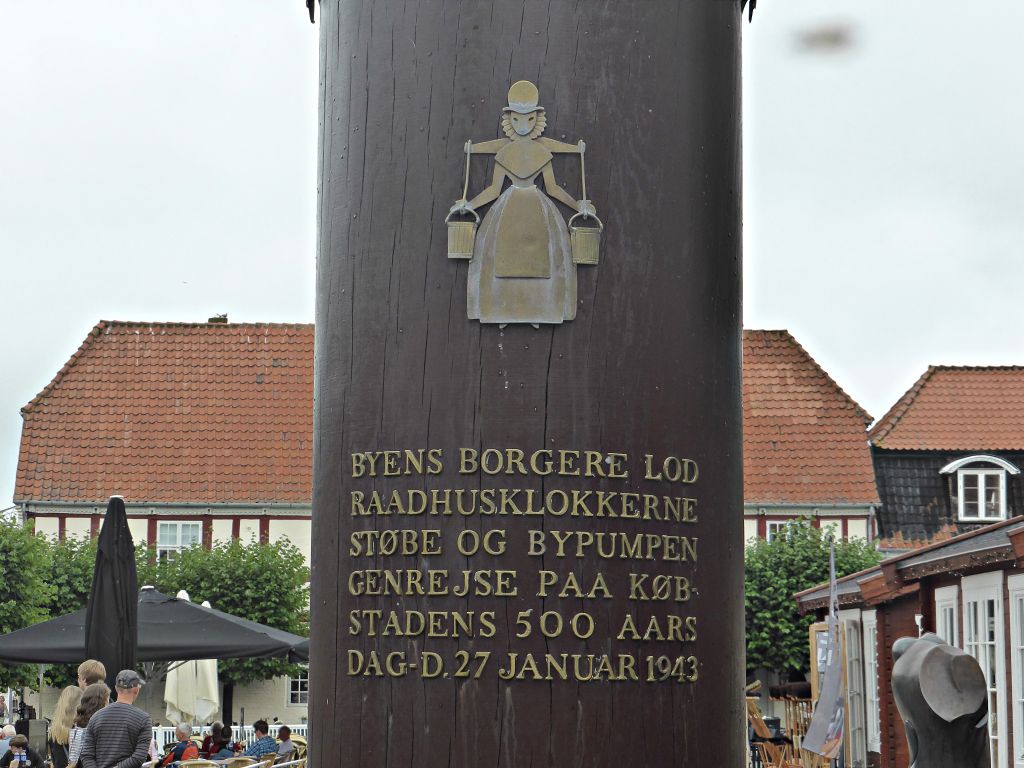 BYENS BORGERE LOD
RAADHUSKLOKKERNE
STØBE OG BYPUMPEN
GENREJSE PAA KØB-
STADENS 500 AARS
DAG-D. 27 JANUAR 1943